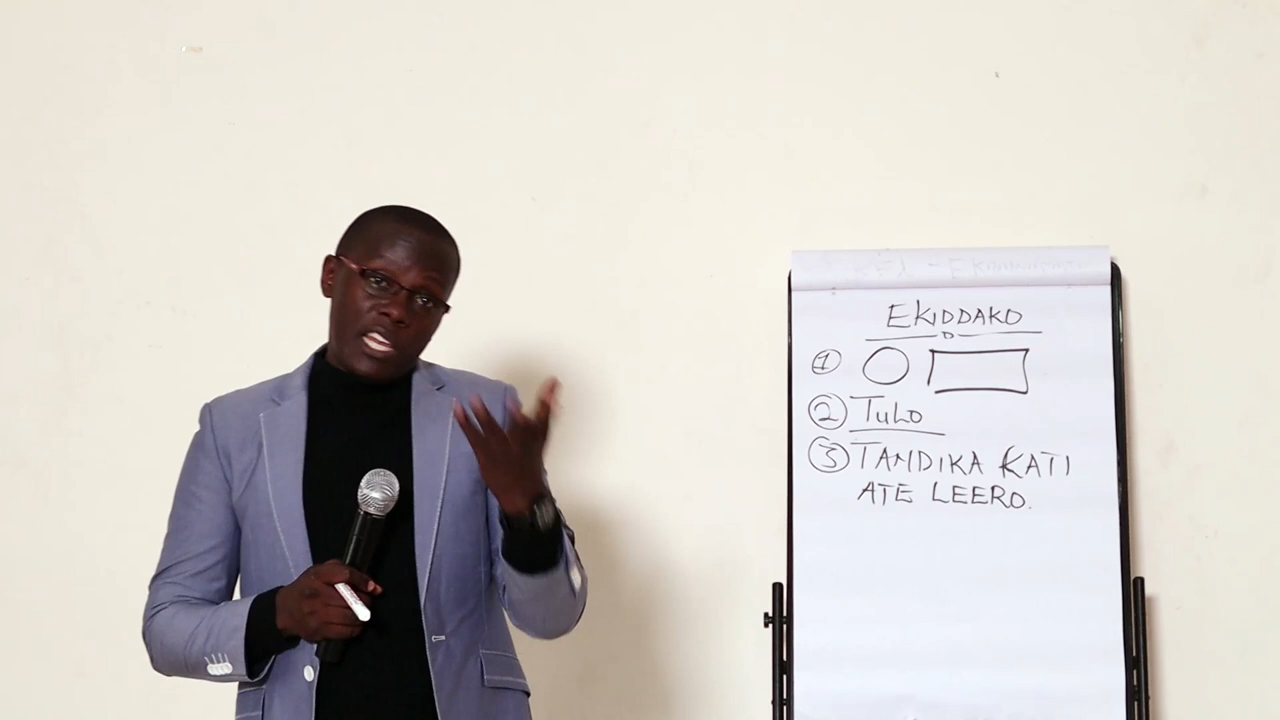 EKIDDAKO
1
2 TULO
3 TANDIKA KATI
ATE LEERO.